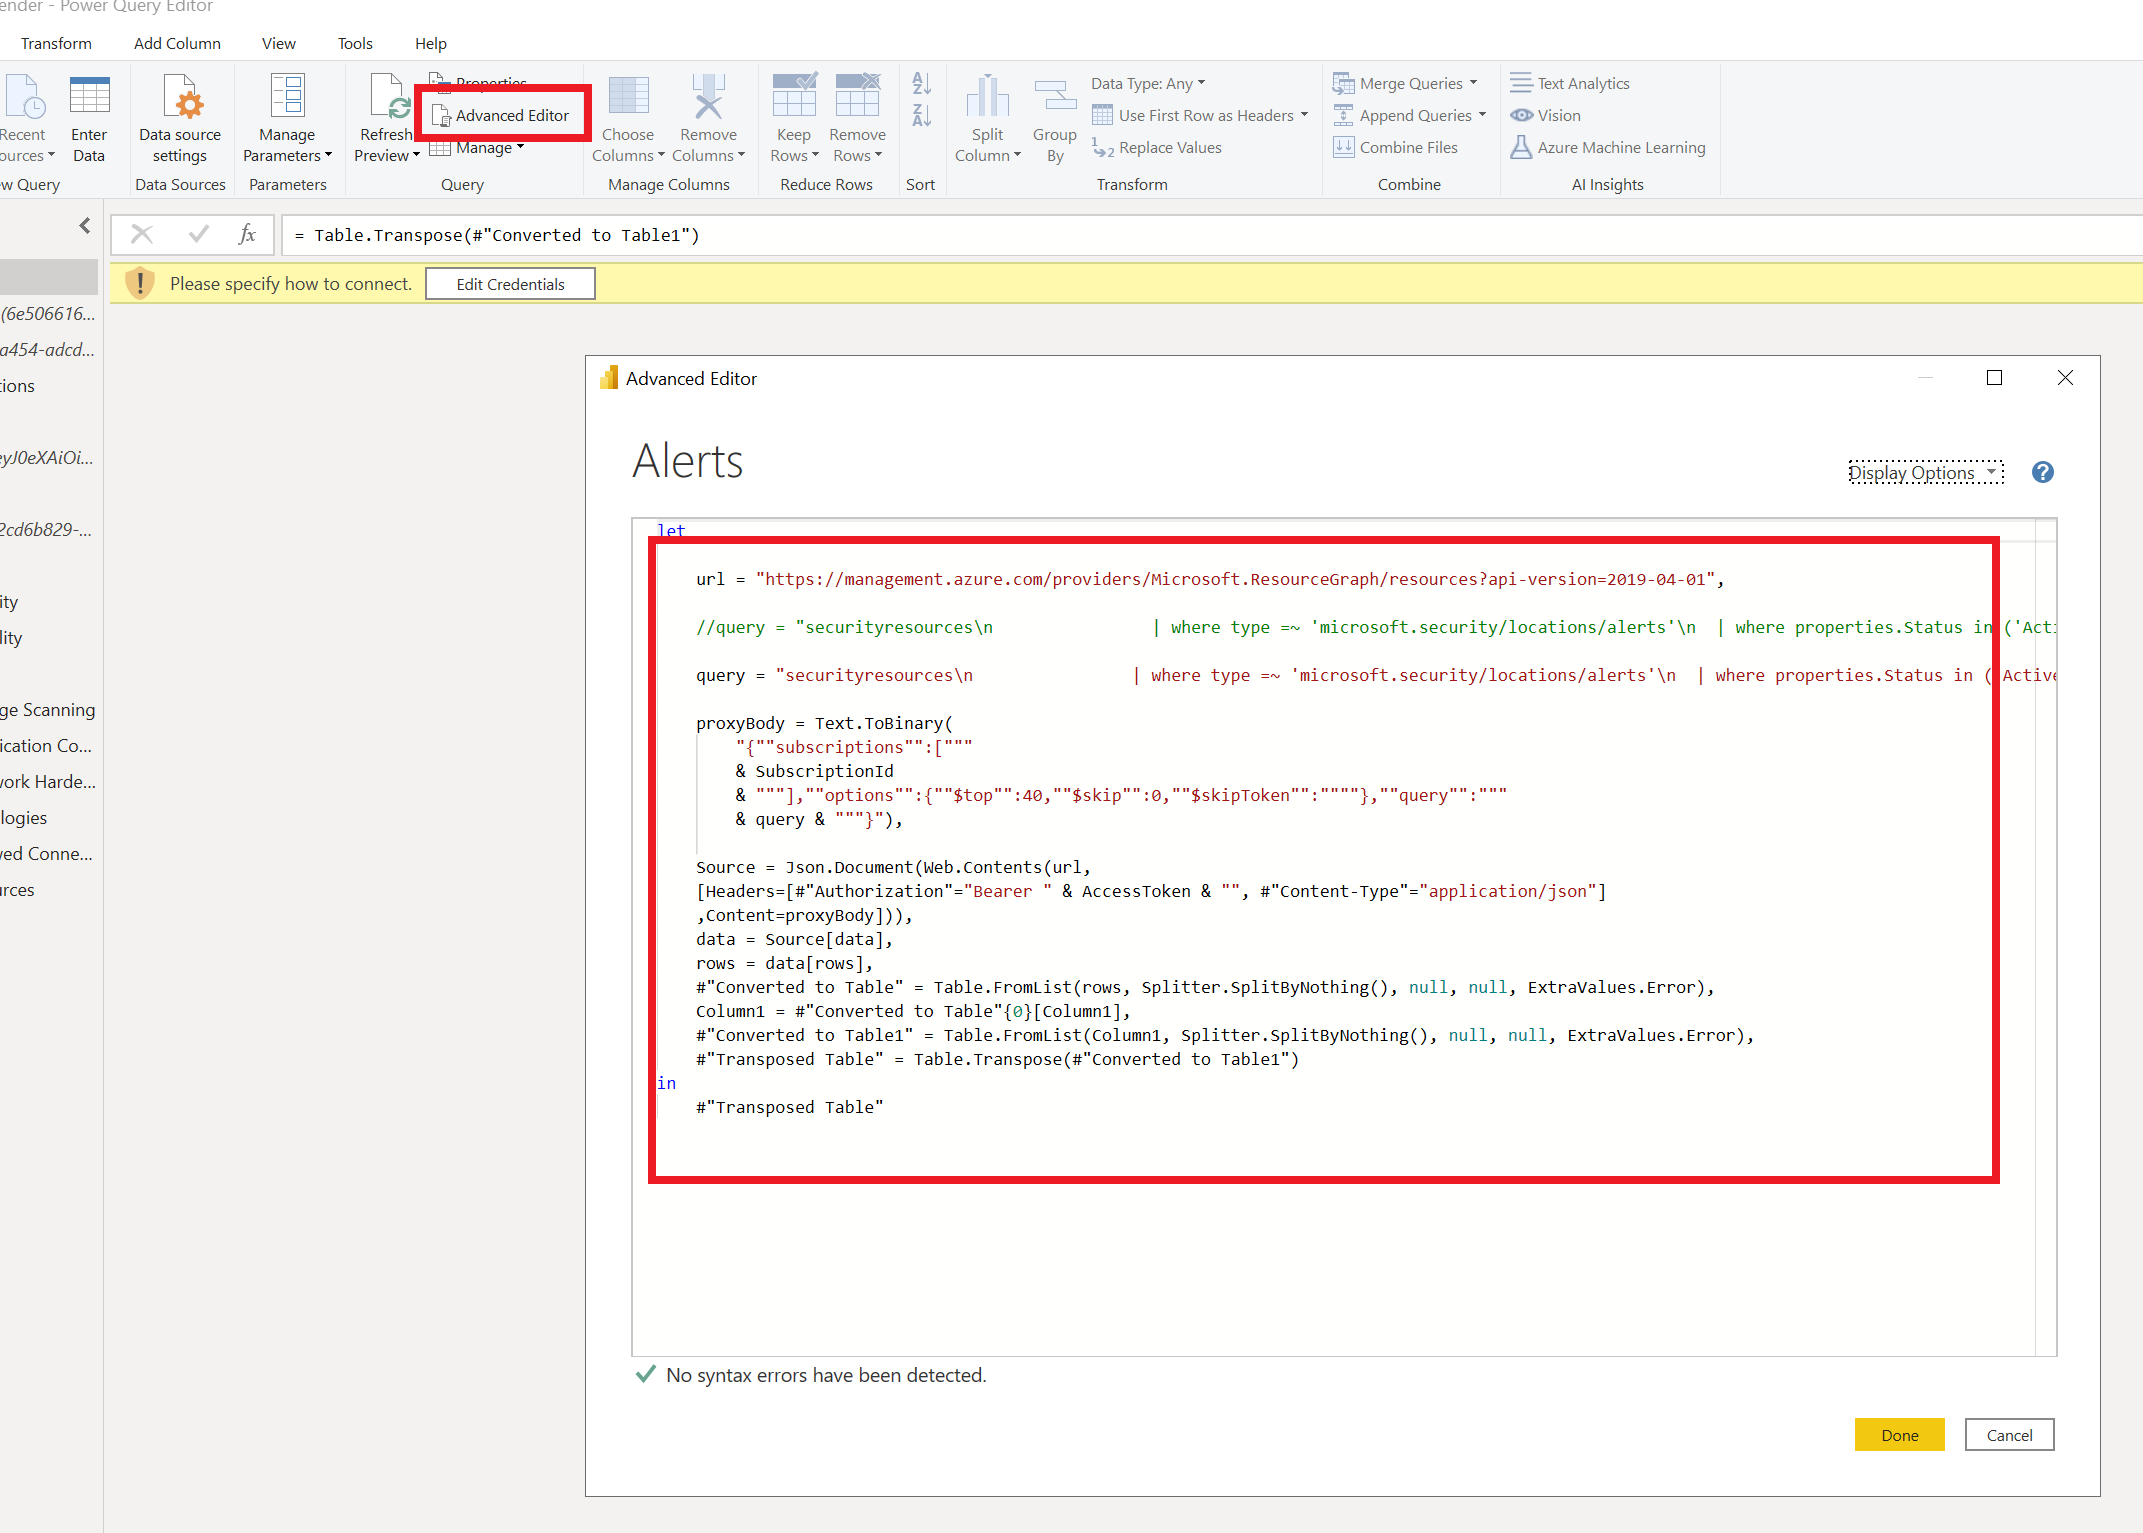 ender - Power Query Editor
Transform
Add Column
View
Tools
Help
Recent
ources
Enter
Data
Data source
settings
Manage
Parameters
Refresh
Preview
Properties
Advanced Editor
Manage
Choose
Columns
Remove
Columns
Keep
Rows
Remove
Rows
Split
Column
Group
By
Data Type: Any
Use First Row as Headers
Replace Values
Merge Queries
Append Queries
Combine Files
Text Analytics
Vision
Azure Machine Learning
w Query
Data Sources
Parameters
Query
Manage Columns
Reduce Rows
Sort
Transform
Combine
AI Insights
fx
= Table.Transpose(#"Converted to Table1")
Please specify how to connect.
Edit Credentials
(6e506616...
a454-adcd...
ions
eyJ0eXAiOi...
2cd6b829-...
ity
lity
ge Scanning
ication Co...
vork Harde...
logies
ved Conne...
urces
Advanced Editor
Alerts
Display Options
?
let
url = "https://management.azure.com/providers/Microsoft.ResourceGraph/resources?api-version=2019-04-01",
//query = "securityresources\n | where type =~ 'microsoft.security/locations/alerts'\n | where properties.Status in ('Acti
query = "securityresources\n | where type =~ 'microsoft.security/locations/alerts'\n | where properties.Status in ('Active
proxyBody = Text.ToBinary(
"{""subscriptions"":["""
& SubscriptionId
& """],""options"":{""$top"":40,""$skip"":0,""$skipToken"":""""},""query"":"""
& query & """}"),
Source = Json.Document(Web.Contents(url,
[Headers=[#"Authorization"="Bearer " & AccessToken & "", #"Content-Type"="application/json"]
,Content=proxyBody])),
data = Source[data],
rows = data[rows],
#"Converted to Table" = Table.FromList(rows, Splitter.SplitByNothing(), null, null, ExtraValues.Error),
Column1 = #"Converted to Table"{0}[Column1],
#"Converted to Table1" = Table.FromList(Column1, Splitter.SplitByNothing(), null, null, ExtraValues.Error),
#"Transposed Table" = Table.Transpose(#"Converted to Table1")
in
#"Transposed Table"
No syntax errors have been detected.
Done
Cancel